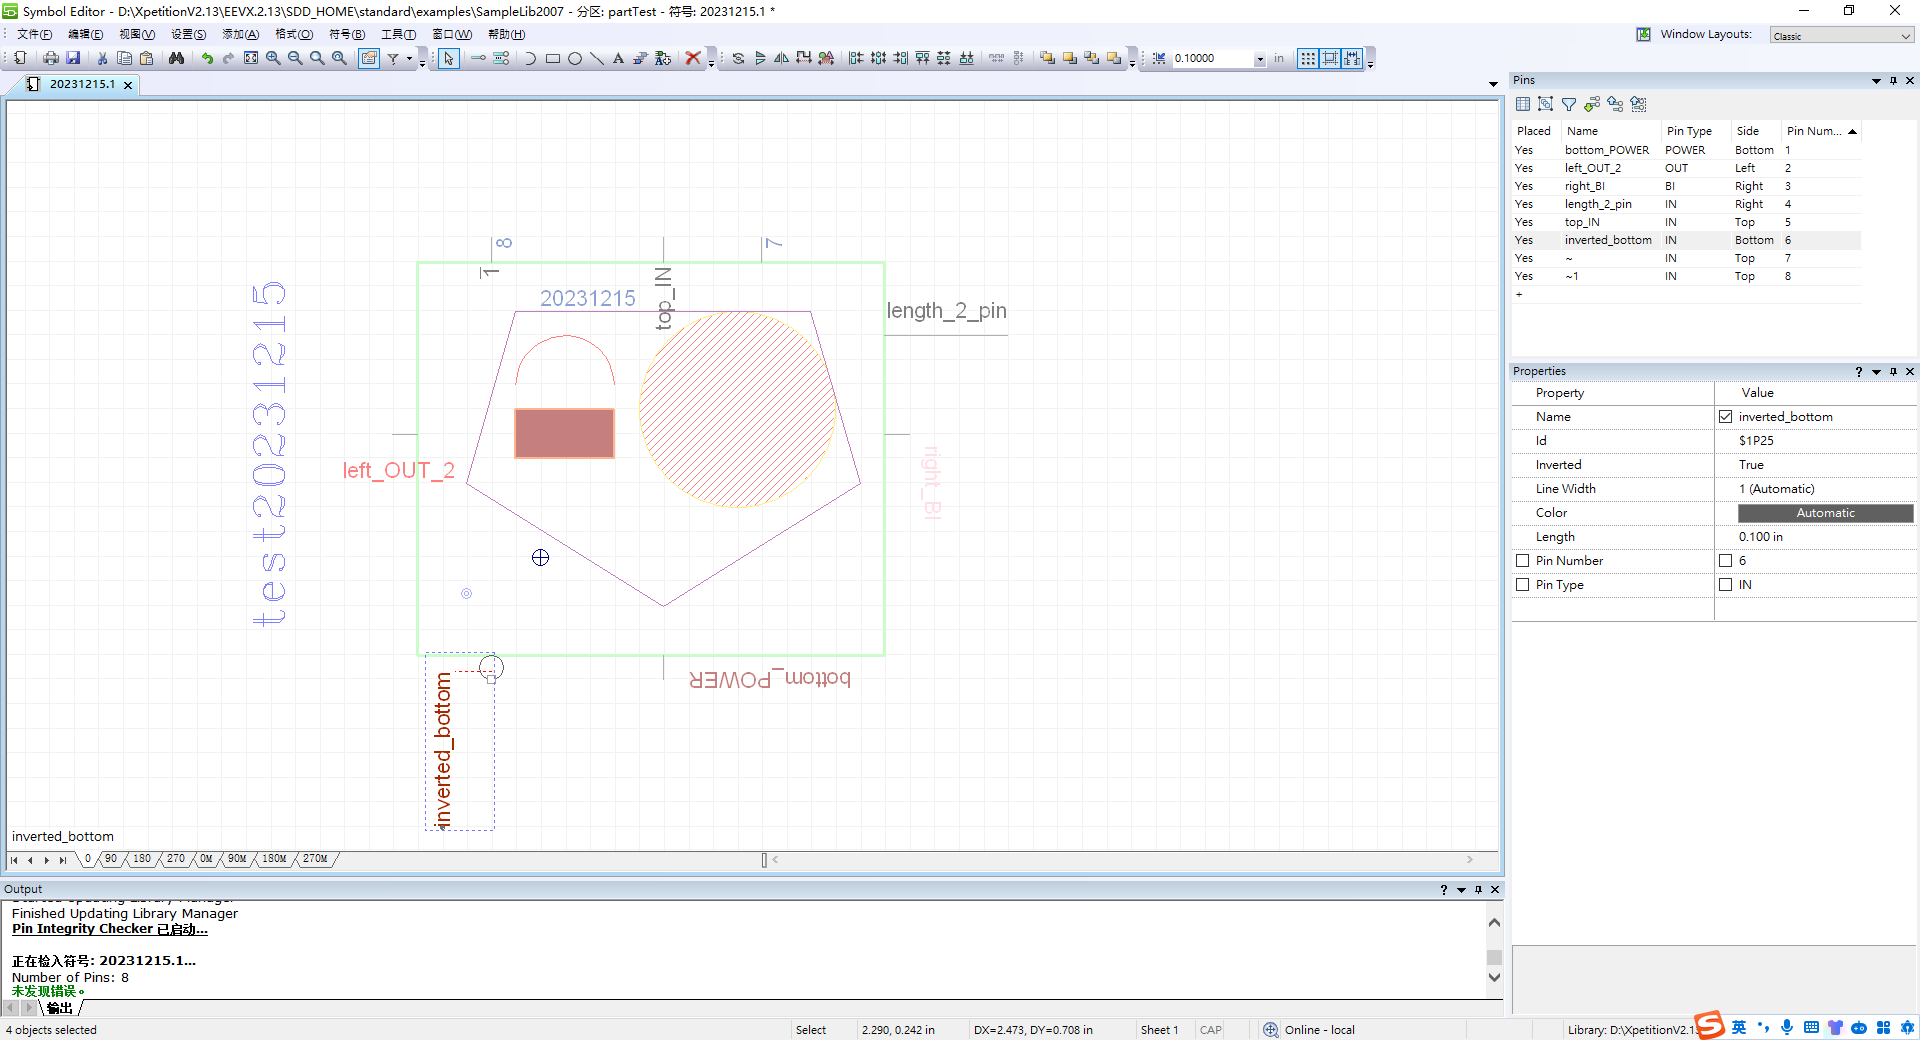 Symbol Editor - D:\XpetitionV2.13\EEVX.2.13\SDD_HOME\standard\examples\SampleLib2007 - 分区: partTest - 符号: 20231215.1 *
文件(F) 编辑(E) 视图(V) 设置(S) 添加(A) 格式(O) 符号(B) 工具(T) 窗口(W) 帮助(H)
Window Layouts: Classic
0.10000 in
20231215.1
Pins
Placed Name Pin Type Side Pin Num...
Yes bottom_POWER POWER Bottom 1
Yes left_OUT_2 OUT Left 2
Yes right_BI BI Right 3
Yes length_2_pin IN Right 4
Yes top_IN IN Top 5
Yes inverted_bottom IN Bottom 6
Yes ~ IN Top 7
Yes ~1 IN Top 8
+
8
7
1
top_IN
20231215
length_2_pin
test20231215
left_OUT_2
right_BI
bottom_POWER
inverted_bottom
inverted_bottom
0 90 180 270 0M 90M 180M 270M
Properties
Property Value
Name inverted_bottom
Id $1P25
Inverted True
Line Width 1 (Automatic)
Color Automatic
Length 0.100 in
Pin Number 6
Pin Type IN
Output
Started Updating Library Manager
Finished Updating Library Manager
Pin Integrity Checker 已启动...
正在检入符号: 20231215.1...
Number of Pins: 8
未发现错误。
输出
4 objects selected
Select
2.290, 0.242 in
DX=2.473, DY=0.708 in
Sheet 1
CAP
Online - local
Library: D:\XpetitionV2.13
英